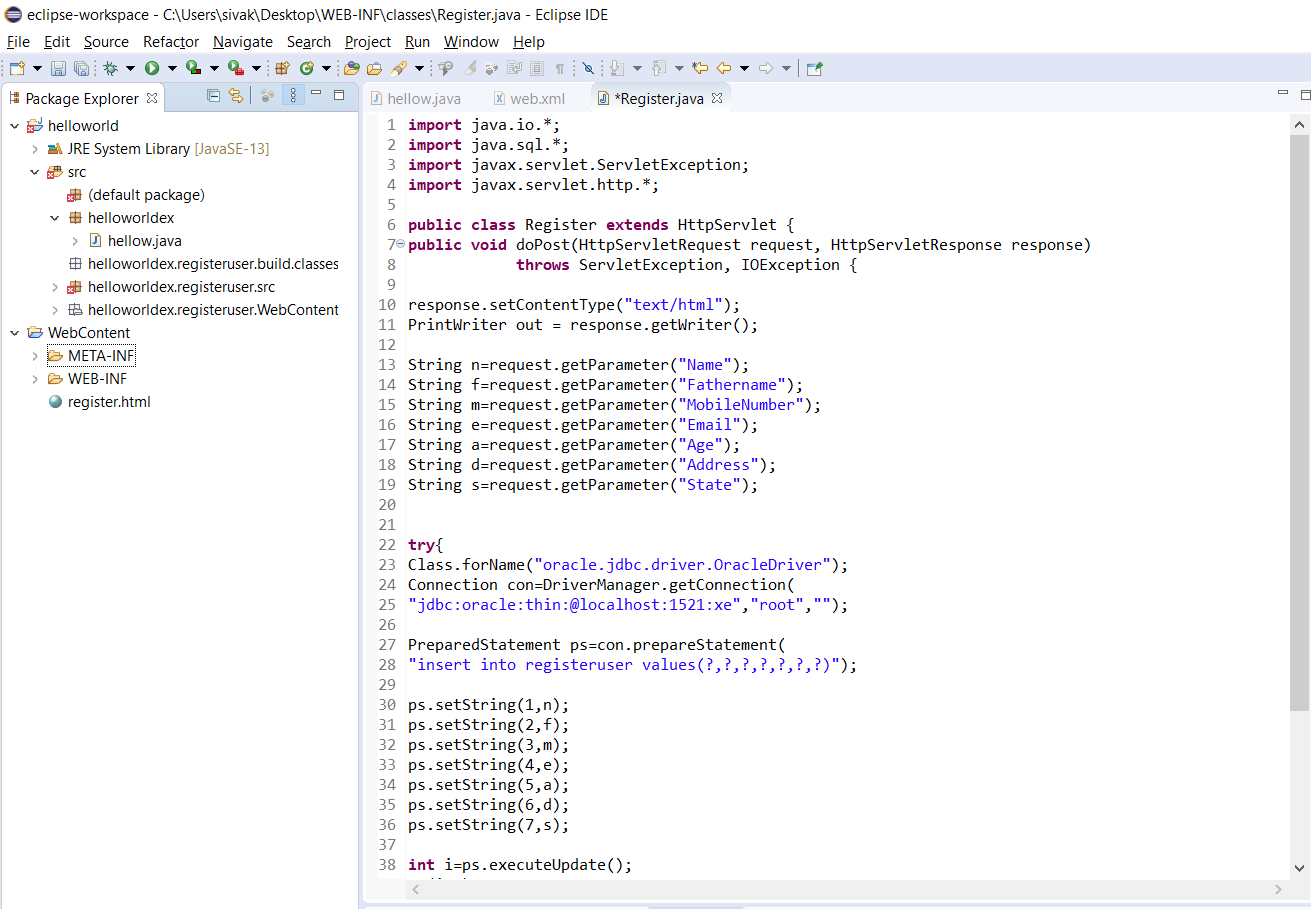 eclipse-workspace - C:\Users\sivak\Desktop\WEB-INF\classes\Register.java - Eclipse IDE
File Edit Source Refactor Navigate Search Project Run Window Help
Package Explorer
helloworld
JRE System Library [JavaSE-13]
src
(default package)
helloworldex
hellow.java
helloworldex.registeruser.build.classes
helloworldex.registeruser.src
helloworldex.registeruser.WebContent
WebContent
META-INF
WEB-INF
register.html
hellow.java web.xml *Register.java
1 import java.io.*;
2 import java.sql.*;
3 import javax.servlet.ServletException;
4 import javax.servlet.http.*;
5
6 public class Register extends HttpServlet {
7 public void doPost(HttpServletRequest request, HttpServletResponse response)
8 throws ServletException, IOException {
9
10 response.setContentType("text/html");
11 PrintWriter out = response.getWriter();
12
13 String n=request.getParameter("Name");
14 String f=request.getParameter("Fathername");
15 String m=request.getParameter("MobileNumber");
16 String e=request.getParameter("Email");
17 String a=request.getParameter("Age");
18 String d=request.getParameter("Address");
19 String s=request.getParameter("State");
20
21
22 try{
23 Class.forName("oracle.jdbc.driver.OracleDriver");
24 Connection con=DriverManager.getConnection(
25 "jdbc:oracle:thin:@localhost:1521:xe","root","");
26
27 PreparedStatement ps=con.prepareStatement(
28 "insert into registeruser values(?,?,?,?,?,?,?)");
29
30 ps.setString(1,n);
31 ps.setString(2,f);
32 ps.setString(3,m);
33 ps.setString(4,e);
34 ps.setString(5,a);
35 ps.setString(6,d);
36 ps.setString(7,s);
37
38 int i=ps.executeUpdate();